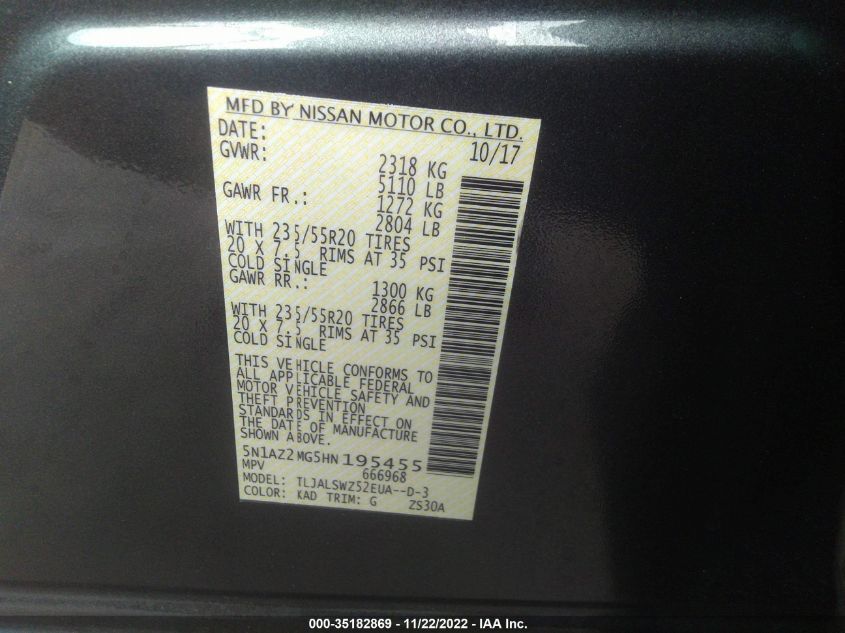 MFD BY NISSAN MOTOR CO., LTD.
DATE: 10/17
GVWR: 2318 KG
5110 LB
GAWR FR.: 1272 KG
2804 LB
WITH 235/55R20 TIRES
20 X 7.5 RIMS AT 35 PSI
COLD SINGLE
GAWR RR.: 1300 KG
2866 LB
WITH 235/55R20 TIRES
20 X 7.5 RIMS AT 35 PSI
COLD SINGLE
THIS VEHICLE CONFORMS TO
ALL APPLICABLE FEDERAL
MOTOR VEHICLE SAFETY AND
THEFT PREVENTION
STANDARDS IN EFFECT ON
THE DATE OF MANUFACTURE
SHOWN ABOVE.
5N1AZ2MG5HN195455
MPV 666968
MODEL: TLJALSWZ52EUA--D-3
COLOR: KAD TRIM: G ZS30A
000-35182869 - 11/22/2022 - IAA Inc.